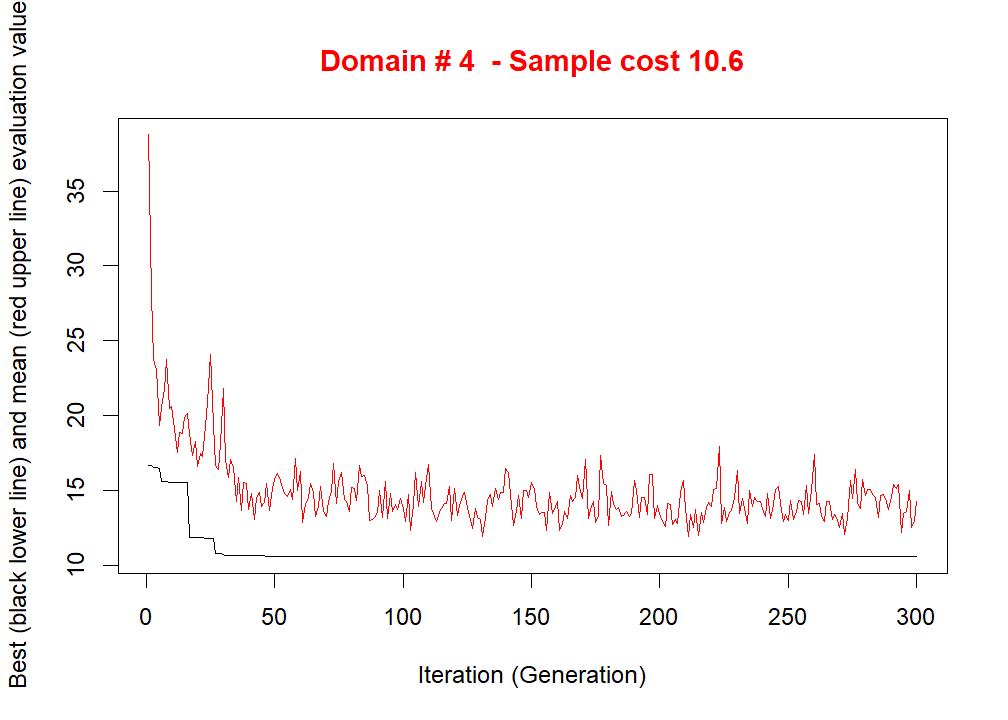 Domain # 4  - Sample cost 10.6
Best (black lower line) and mean (red upper line) evaluation value
35
30
25
20
15
10
0 50 100 150 200 250 300
Iteration (Generation)